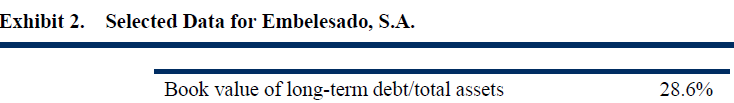 Exhibit 2. Selected Data for Embelesado, S.A.
Book value of long-term debt/total assets 28.6%